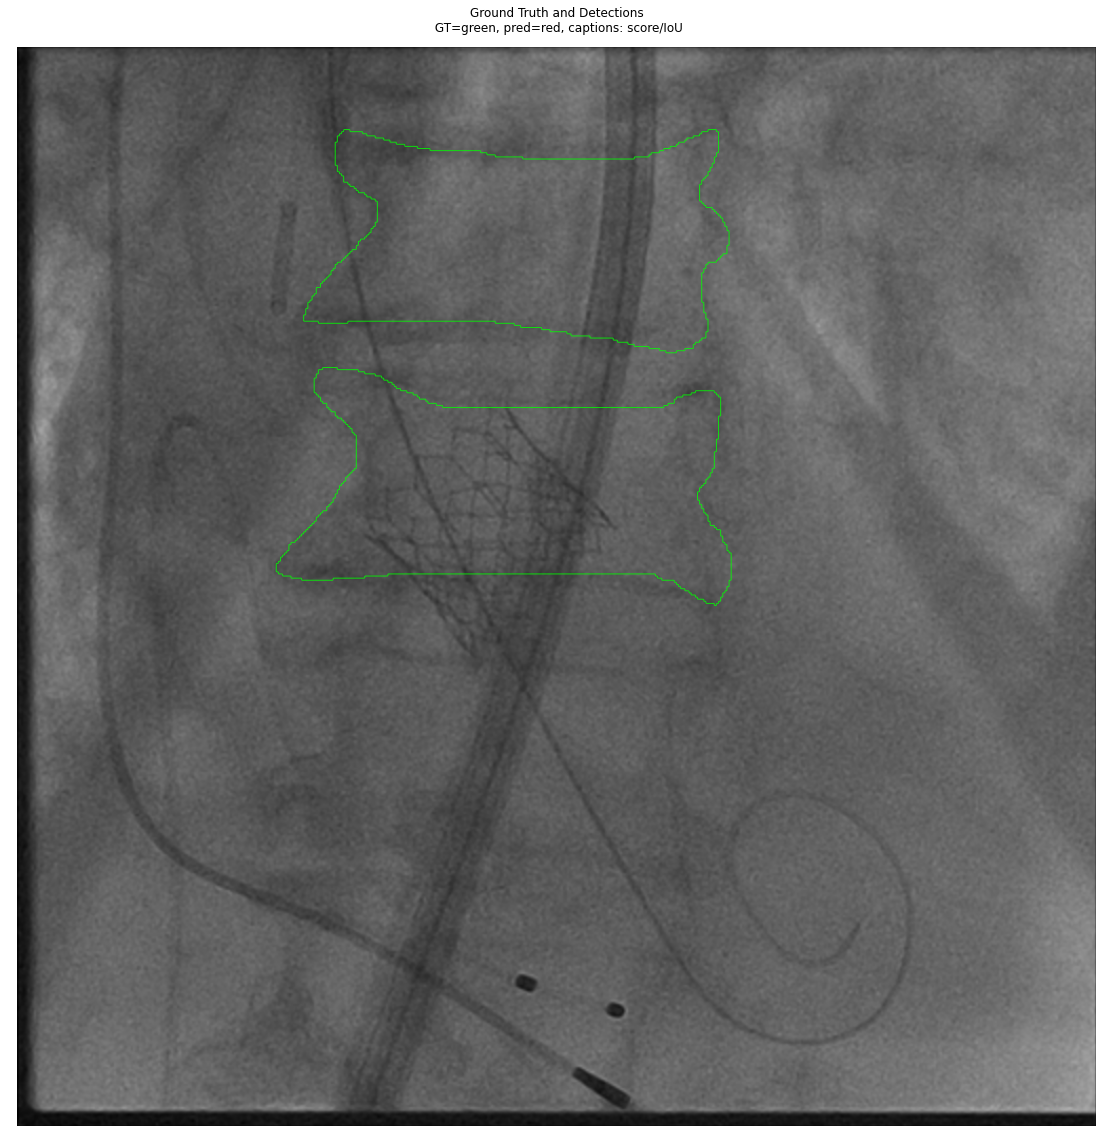 Ground Truth and Detections
GT=green, pred=red, captions: score/IoU